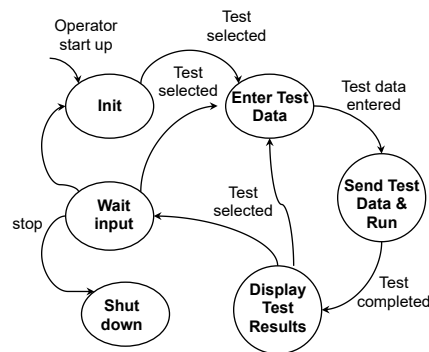 Operator
start up
Test
selected
Test
selected
Init
Enter Test
Data
Test data
entered
Wait
input
Test
selected
Send Test
Data &
Run
stop
Shut
down
Display
Test
Results
Test
completed